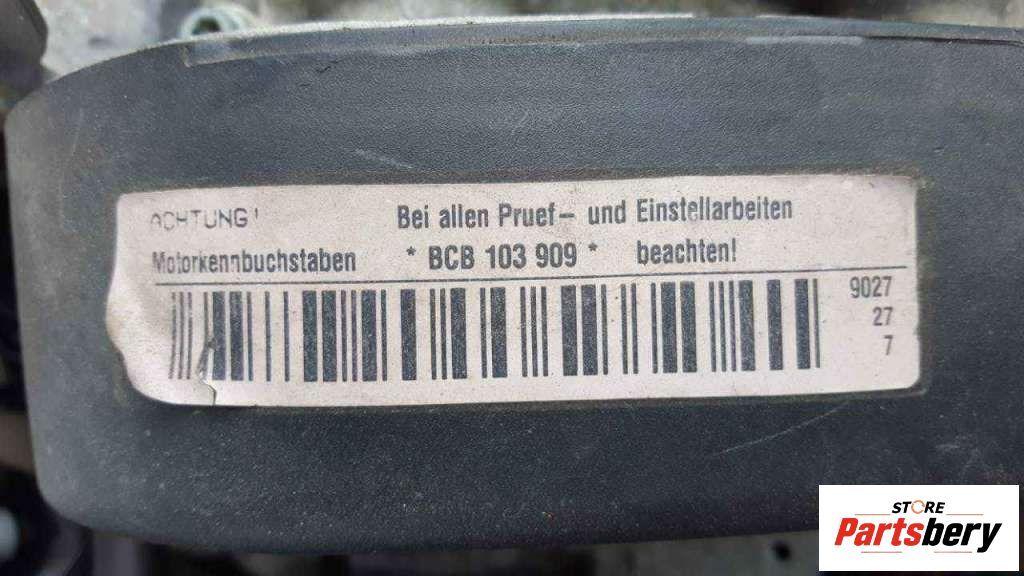 ACHTUNG! Bei allen Pruef- und Einstellarbeiten
Motorkennbuchstaben * BCB 103 909 * beachten!
9027
27
7
STORE
Partsbery